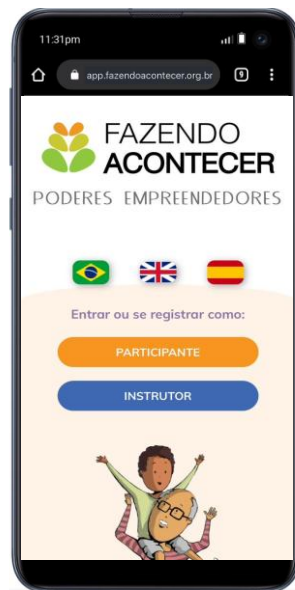 11:31pm
app.fazendoacontecer.org.br
9
FAZENDO
ACONTECER
PODERES EMPREENDEDORES
Entrar ou se registrar como:
PARTICIPANTE
INSTRUTOR